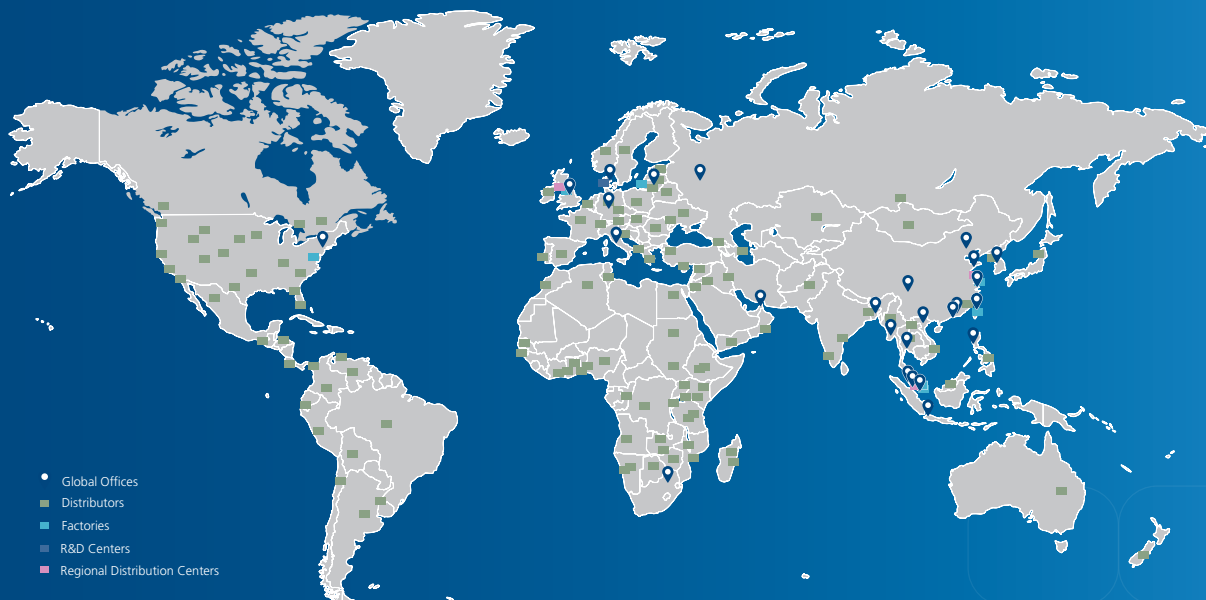 Global Offices
Distributors
Factories
R&D Centers
Regional Distribution Centers